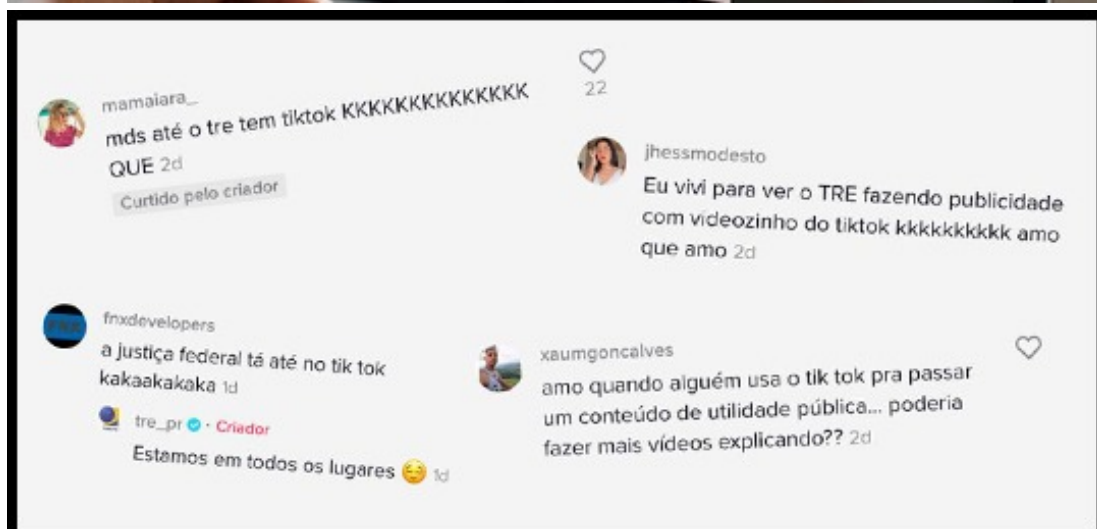 mamaiara_
mds até o tre tem tiktok KKKKKKKKKKKKKK
QUE 2d
Curtido pelo criador
22
jhessmodesto
Eu vivi para ver o TRE fazendo publicidade
com videozinho do tiktok kkkkkkkkkk amo
que amo 2d
fnxdevelopers
a justiça federal tá até no tik tok
kakaakakaka 1d
tre_pr · Criador
Estamos em todos os lugares 😌 1d
xaumgoncalves
amo quando alguém usa o tik tok pra passar
um conteúdo de utilidade pública... poderia
fazer mais vídeos explicando?? 2d
FNX